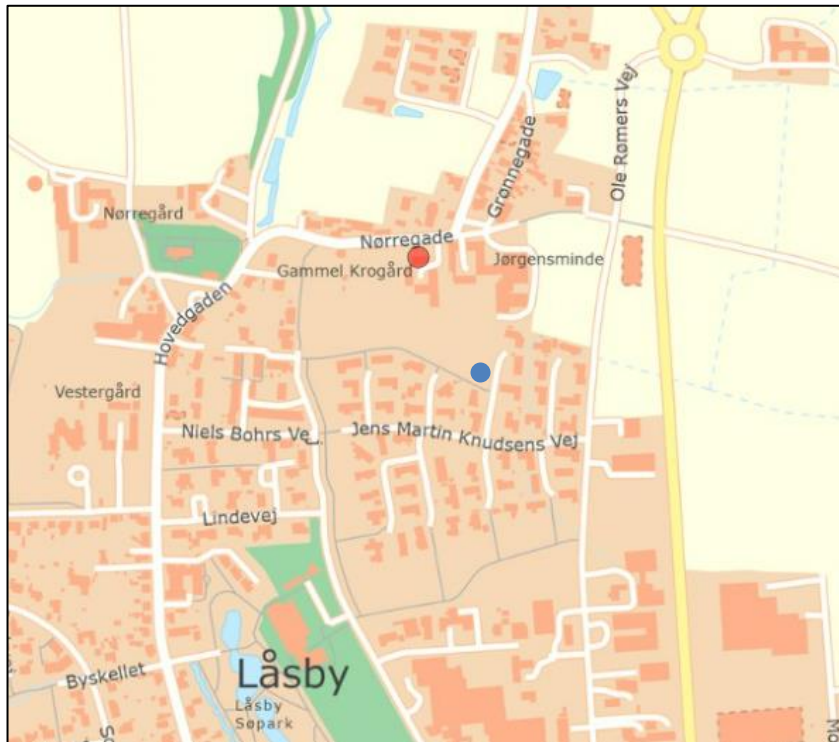 Ole Rømers Vej
Grønnegade
Nørregård
Nørregade
Gammel Krogård
Jørgensminde
Hovedgaden
Vestergård
Niels Bohrs Vej
Jens Martin Knudsens Vej
Lindevej
Låsby
Byskellet
Låsby
Søpark